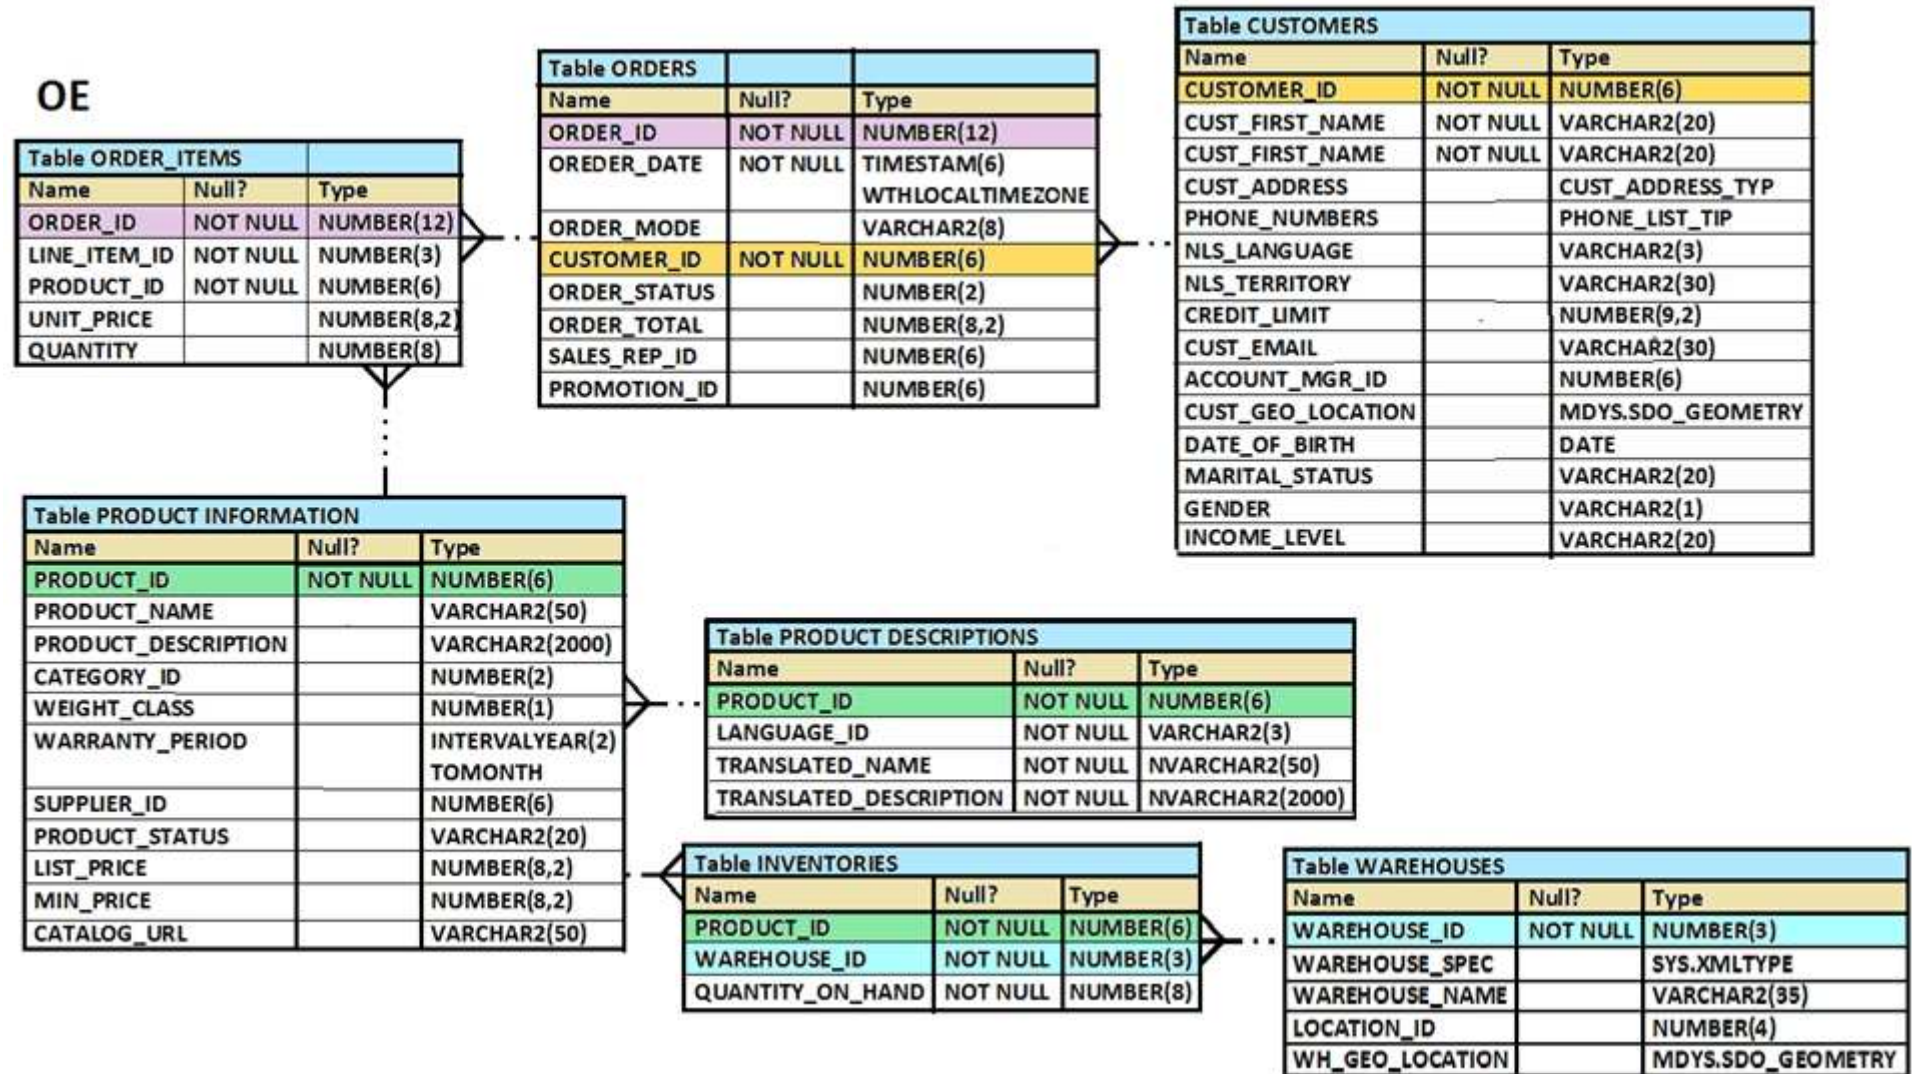 OE
Table ORDER_ITEMS
Name Null? Type
ORDER_ID NOT NULL NUMBER(12)
LINE_ITEM_ID NOT NULL NUMBER(3)
PRODUCT_ID NOT NULL NUMBER(6)
UNIT_PRICE NUMBER(8,2)
QUANTITY NUMBER(8)
Table ORDERS
Name Null? Type
ORDER_ID NOT NULL NUMBER(12)
OREDER_DATE NOT NULL TIMESTAM(6)
WTHLOCALTIMEZONE
ORDER_MODE VARCHAR2(8)
CUSTOMER_ID NOT NULL NUMBER(6)
ORDER_STATUS NUMBER(2)
ORDER_TOTAL NUMBER(8,2)
SALES_REP_ID NUMBER(6)
PROMOTION_ID NUMBER(6)
Table CUSTOMERS
Name Null? Type
CUSTOMER_ID NOT NULL NUMBER(6)
CUST_FIRST_NAME NOT NULL VARCHAR2(20)
CUST_FIRST_NAME NOT NULL VARCHAR2(20)
CUST_ADDRESS CUST_ADDRESS_TYP
PHONE_NUMBERS PHONE_LIST_TIP
NLS_LANGUAGE VARCHAR2(3)
NLS_TERRITORY VARCHAR2(30)
CREDIT_LIMIT NUMBER(9,2)
CUST_EMAIL VARCHAR2(30)
ACCOUNT_MGR_ID NUMBER(6)
CUST_GEO_LOCATION MDYS.SDO_GEOMETRY
DATE_OF_BIRTH DATE
MARITAL_STATUS VARCHAR2(20)
GENDER VARCHAR2(1)
INCOME_LEVEL VARCHAR2(20)
Table PRODUCT INFORMATION
Name Null? Type
PRODUCT_ID NOT NULL NUMBER(6)
PRODUCT_NAME VARCHAR2(50)
PRODUCT_DESCRIPTION VARCHAR2(2000)
CATEGORY_ID NUMBER(2)
WEIGHT_CLASS NUMBER(1)
WARRANTY_PERIOD INTERVALYEAR(2)
TOMONTH
SUPPLIER_ID NUMBER(6)
PRODUCT_STATUS VARCHAR2(20)
LIST_PRICE NUMBER(8,2)
MIN_PRICE NUMBER(8,2)
CATALOG_URL VARCHAR2(50)
Table PRODUCT DESCRIPTIONS
Name Null? Type
PRODUCT_ID NOT NULL NUMBER(6)
LANGUAGE_ID NOT NULL VARCHAR2(3)
TRANSLATED_NAME NOT NULL NVARCHAR2(50)
TRANSLATED_DESCRIPTION NOT NULL NVARCHAR2(2000)
Table INVENTORIES
Name Null? Type
PRODUCT_ID NOT NULL NUMBER(6)
WAREHOUSE_ID NOT NULL NUMBER(3)
QUANTITY_ON_HAND NOT NULL NUMBER(8)
Table WAREHOUSES
Name Null? Type
WAREHOUSE_ID NOT NULL NUMBER(3)
WAREHOUSE_SPEC SYS.XMLTYPE
WAREHOUSE_NAME VARCHAR2(35)
LOCATION_ID NUMBER(4)
WH_GEO_LOCATION MDYS.SDO_GEOMETRY